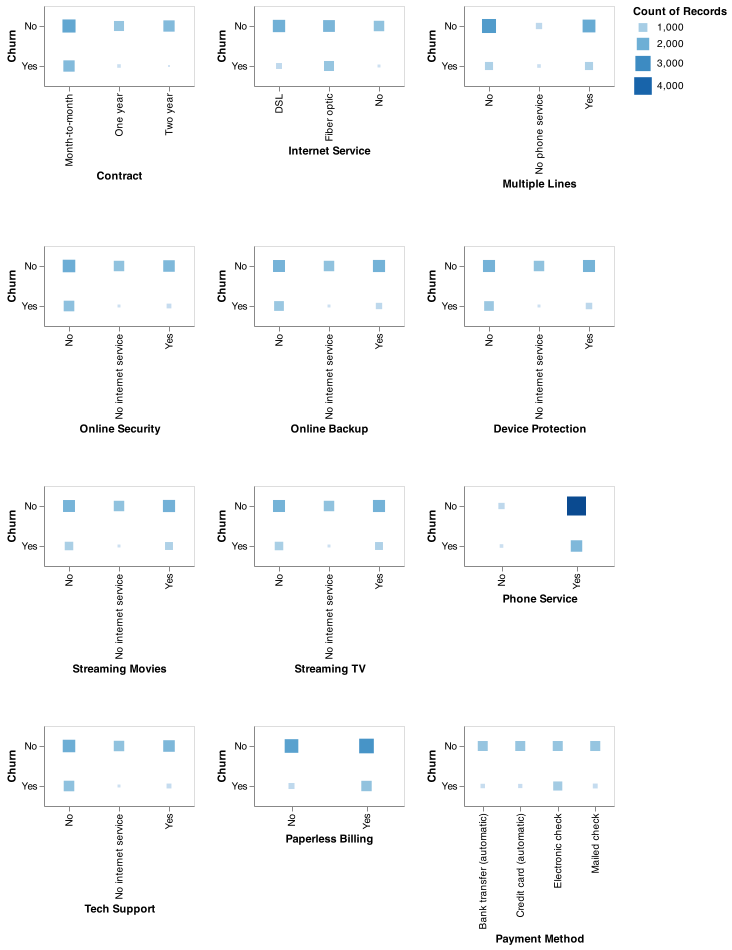 Churn
No
Yes
Month-to-month
One year
Two year
Contract
Churn
No
Yes
DSL
Fiber optic
No
Internet Service
Churn
No
Yes
No
No phone service
Yes
Multiple Lines
Count of Records
1,000
2,000
3,000
4,000
Churn
No
Yes
No
No internet service
Yes
Online Security
Churn
No
Yes
No
No internet service
Yes
Online Backup
Churn
No
Yes
No
No internet service
Yes
Device Protection
Churn
No
Yes
No
No internet service
Yes
Streaming Movies
Churn
No
Yes
No
No internet service
Yes
Streaming TV
Churn
No
Yes
No
Yes
Phone Service
Churn
No
Yes
No
No internet service
Yes
Tech Support
Churn
No
Yes
No
Yes
Paperless Billing
Churn
No
Yes
Bank transfer (automatic)
Credit card (automatic)
Electronic check
Mailed check
Payment Method